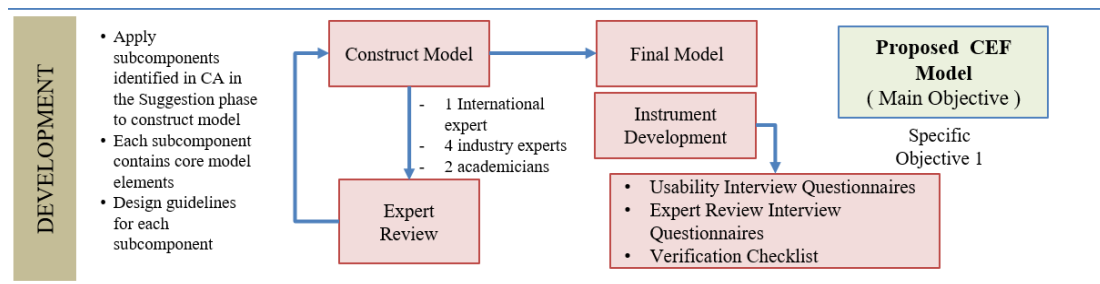 DEVELOPMENT
• Apply
subcomponents
identified in CA in
the Suggestion phase
to construct model
• Each subcomponent
contains core model
elements
• Design guidelines
for each
subcomponent
Construct Model
- 1 International
expert
- 4 industry experts
- 2 academicians
Expert
Review
Final Model
Instrument
Development
• Usability Interview Questionnaires
• Expert Review Interview
Questionnaires
• Verification Checklist
Proposed CEF
Model
( Main Objective )
Specific
Objective 1